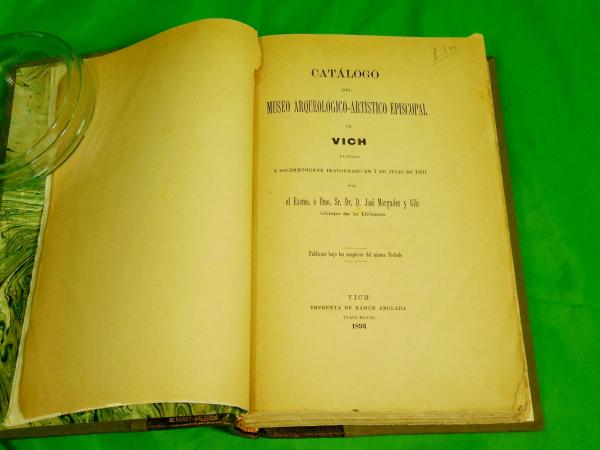 CATÁLOGO
DEL
MUSEO ARQUEOLÓGICO-ARTÍSTICO EPISCOPAL
DE
VICH
FUNDADO
Y SOLEMNEMENTE INAUGURADO EN 7 DE JULIO DE 1891
POR
el Excmo. é Ilmo. Sr. Dr. D. José Morgades y Gili
Obispo de la Diócesis
Publícase bajo los auspicios del mismo Prelado
VICH
IMPRENTA DE RAMÓN ANGLADA
PLAZA MAYOR
1893